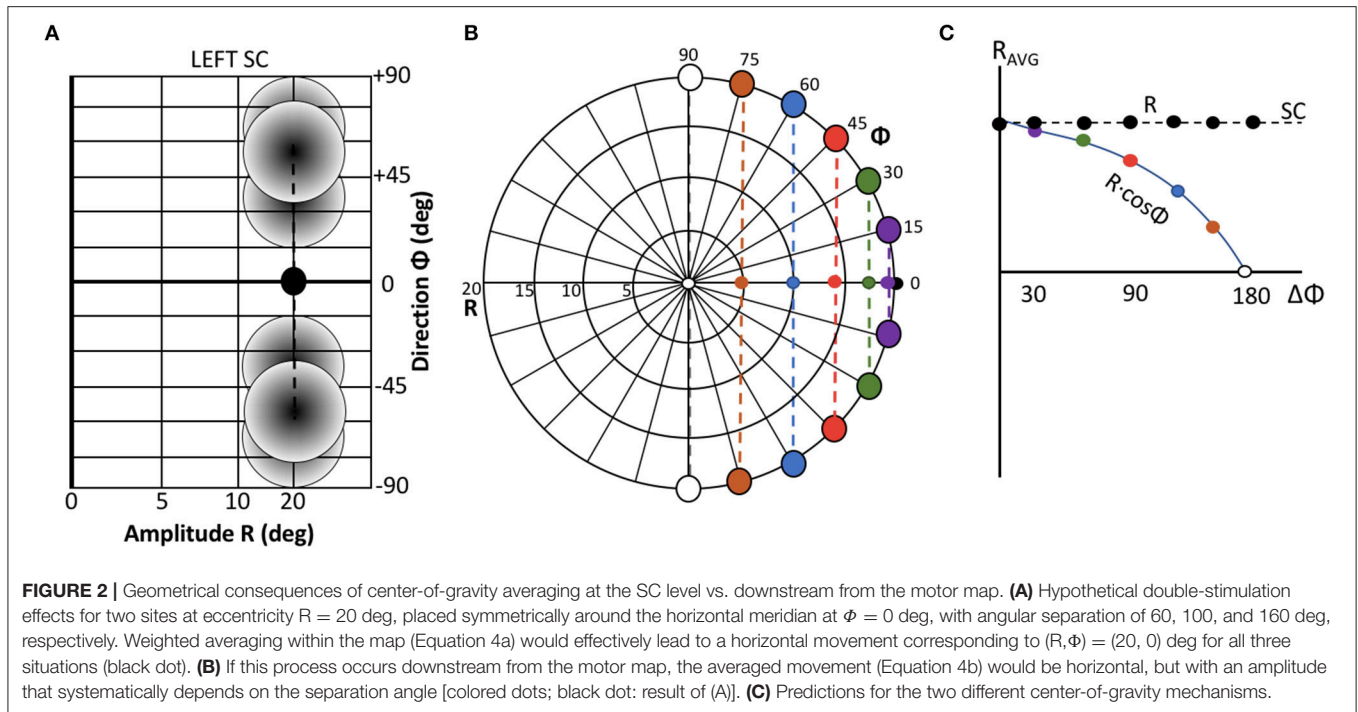 A
LEFT SC
+90
+45
0
-45
-90
Direction Φ (deg)
0 5 10 20
Amplitude R (deg)
B
90
75
60
45
Φ
30
15
0
20 15 10 5
R
C
R_AVG
R
SC
R·cosΦ
30 90 180 ΔΦ
FIGURE 2 | Geometrical consequences of center-of-gravity averaging at the SC level vs. downstream from the motor map. (A) Hypothetical double-stimulation
effects for two sites at eccentricity R = 20 deg, placed symmetrically around the horizontal meridian at Φ = 0 deg, with angular separation of 60, 100, and 160 deg,
respectively. Weighted averaging within the map (Equation 4a) would effectively lead to a horizontal movement corresponding to (R,Φ) = (20, 0) deg for all three
situations (black dot). (B) If this process occurs downstream from the motor map, the averaged movement (Equation 4b) would be horizontal, but with an amplitude
that systematically depends on the separation angle [colored dots; black dot: result of (A)]. (C) Predictions for the two different center-of-gravity mechanisms.